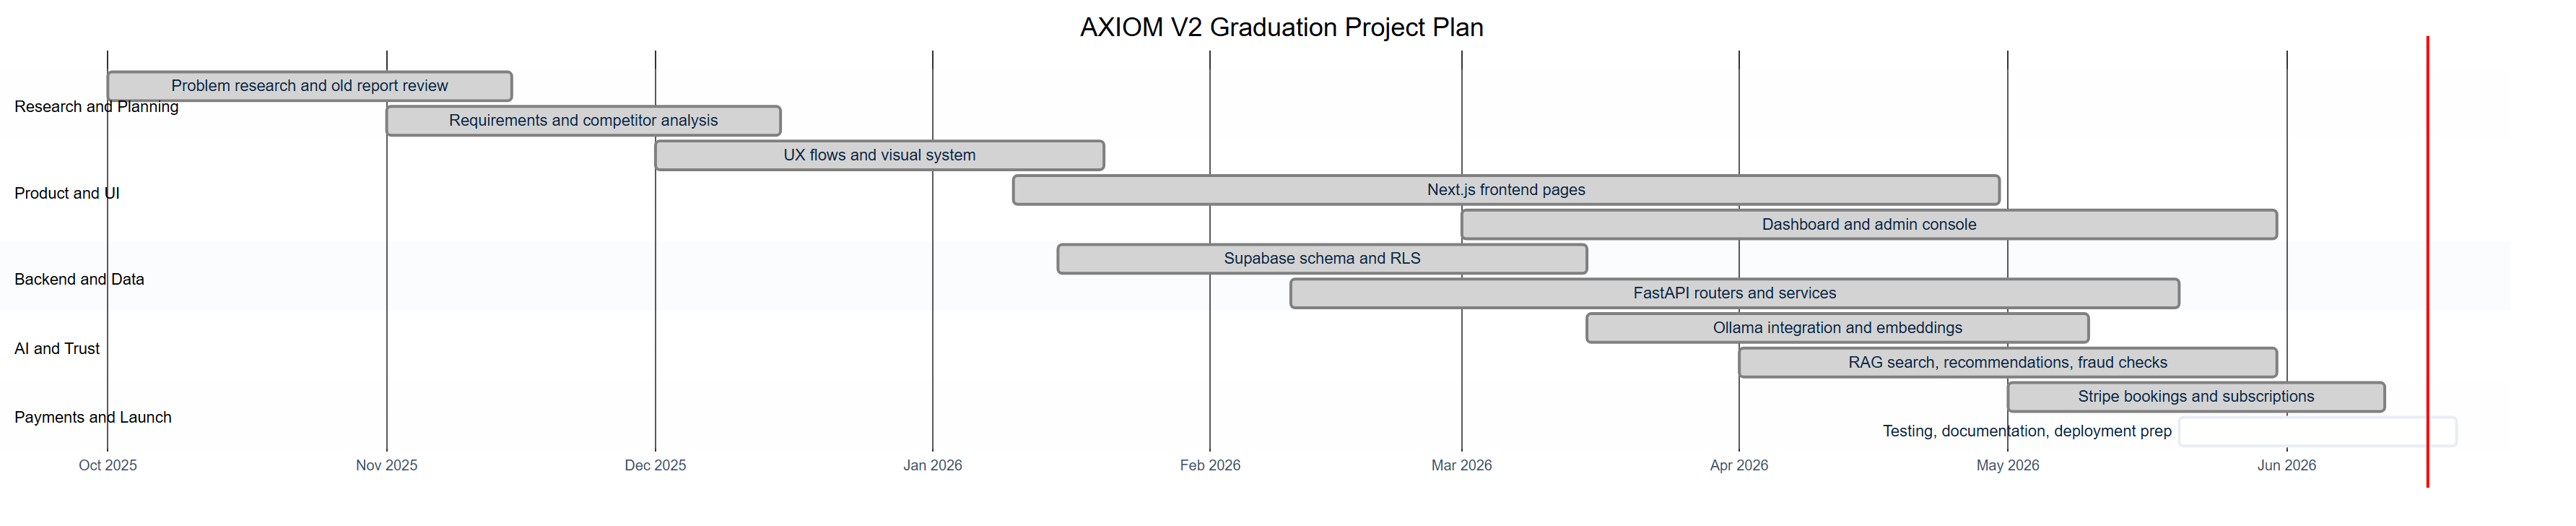 AXIOM V2 Graduation Project Plan
Problem research and old report review
Research and Planning
Requirements and competitor analysis
UX flows and visual system
Next.js frontend pages
Product and UI
Dashboard and admin console
Supabase schema and RLS
Backend and Data
FastAPI routers and services
Ollama integration and embeddings
AI and Trust
RAG search, recommendations, fraud checks
Stripe bookings and subscriptions
Payments and Launch
Testing, documentation, deployment prep
Oct 2025 Nov 2025 Dec 2025 Jan 2026 Feb 2026 Mar 2026 Apr 2026 May 2026 Jun 2026